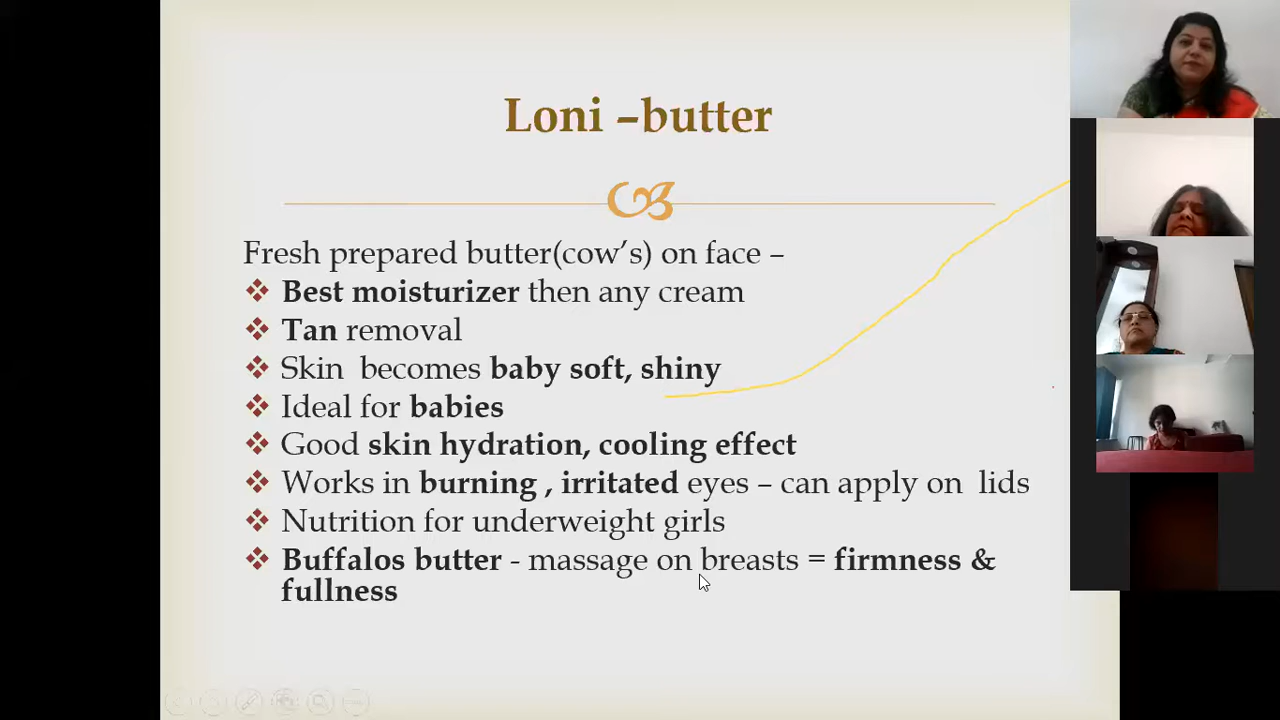 Loni –butter
Fresh prepared butter(cow's) on face –
Best moisturizer then any cream
Tan removal
Skin becomes baby soft, shiny
Ideal for babies
Good skin hydration, cooling effect
Works in burning , irritated eyes – can apply on lids
Nutrition for underweight girls
Buffalos butter - massage on breasts = firmness &
fullness